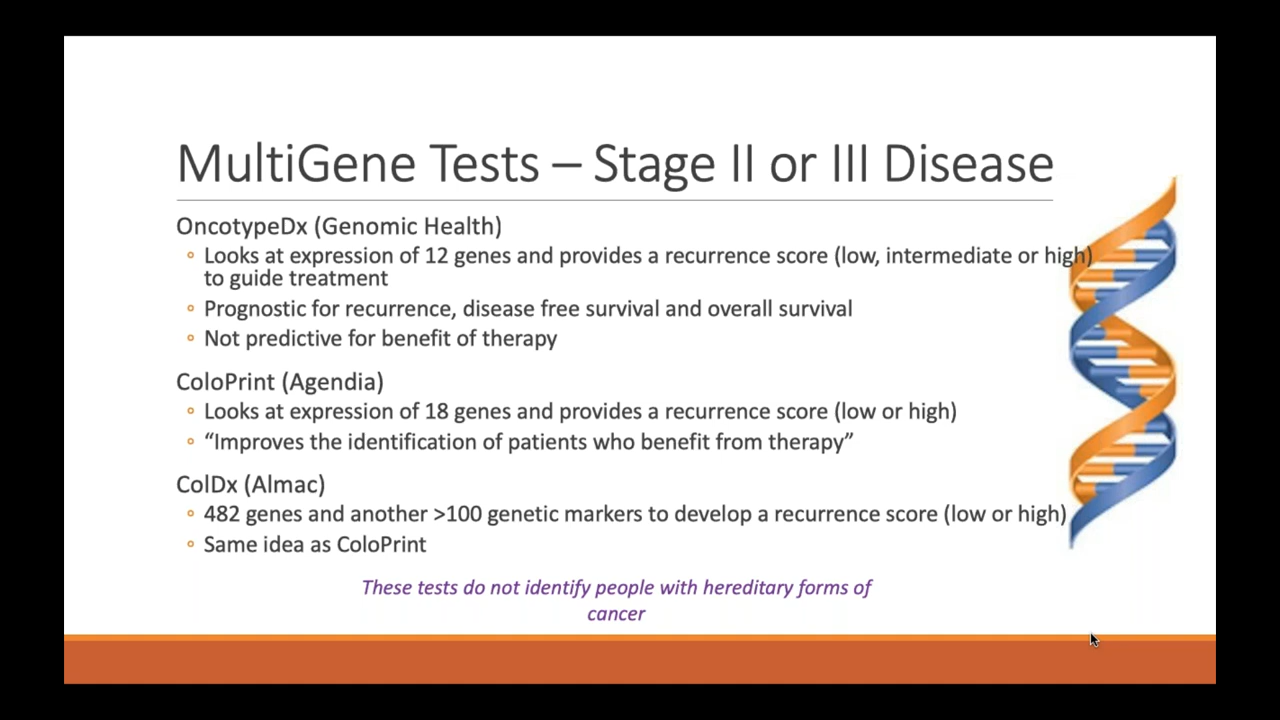 MultiGene Tests – Stage II or III Disease
OncotypeDx (Genomic Health)
Looks at expression of 12 genes and provides a recurrence score (low, intermediate or high)
to guide treatment
Prognostic for recurrence, disease free survival and overall survival
Not predictive for benefit of therapy
ColoPrint (Agendia)
Looks at expression of 18 genes and provides a recurrence score (low or high)
“Improves the identification of patients who benefit from therapy”
ColDx (Almac)
482 genes and another >100 genetic markers to develop a recurrence score (low or high)
Same idea as ColoPrint
These tests do not identify people with hereditary forms of
cancer